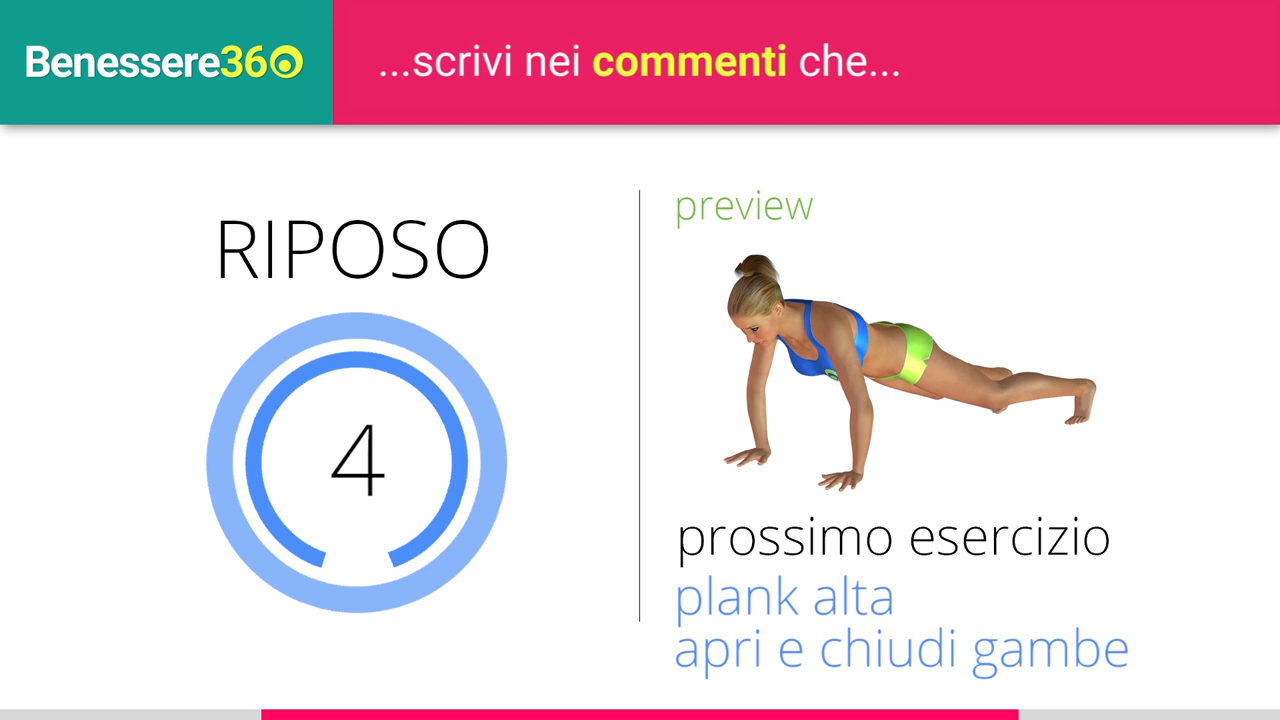 Benessere360
...scrivi nei commenti che...
RIPOSO
4
preview
prossimo esercizio
plank alta
apri e chiudi gambe